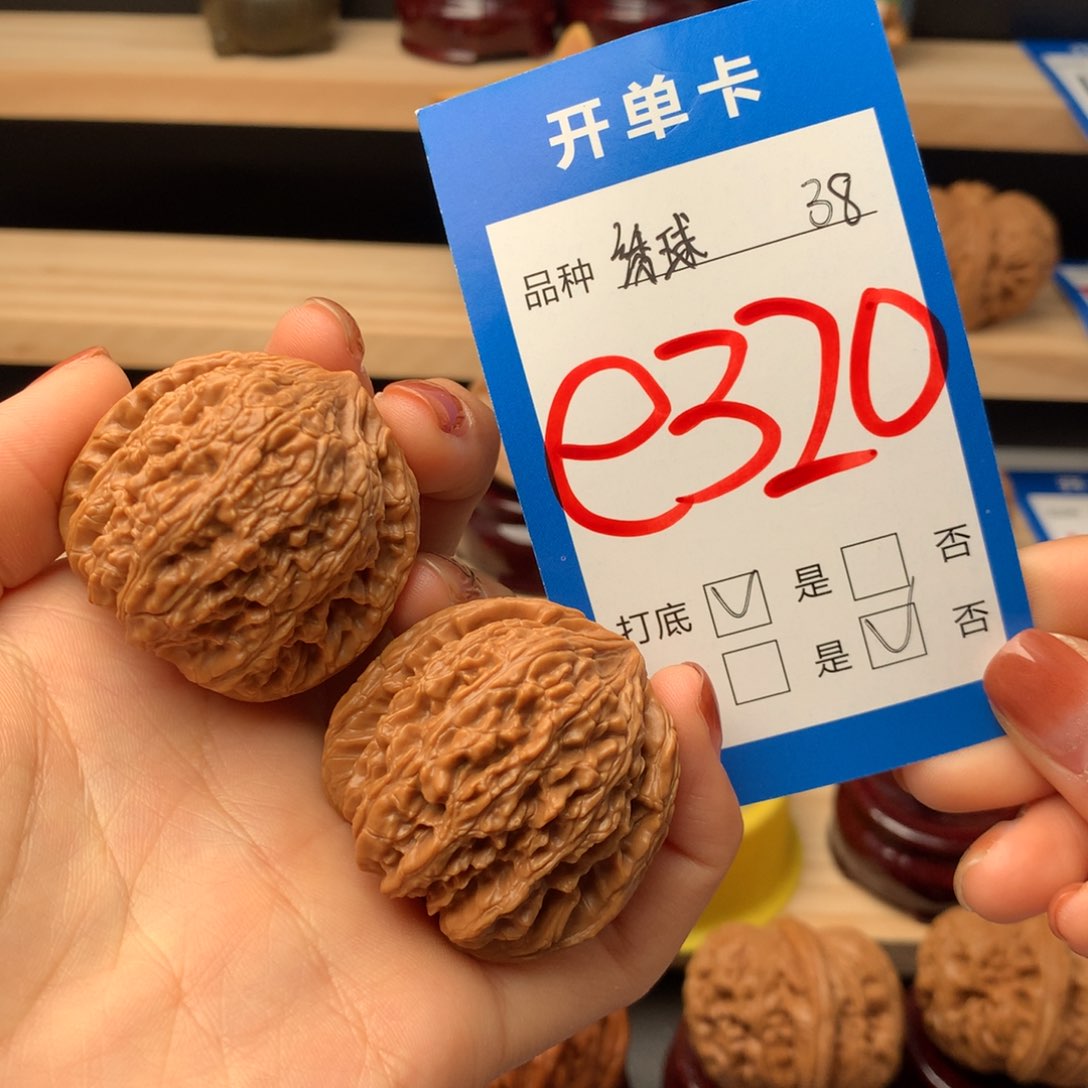 开单卡
品种 绣球 38
e320
打底 ☑ 是 ☐ 否
☐ 是 ☑ 否